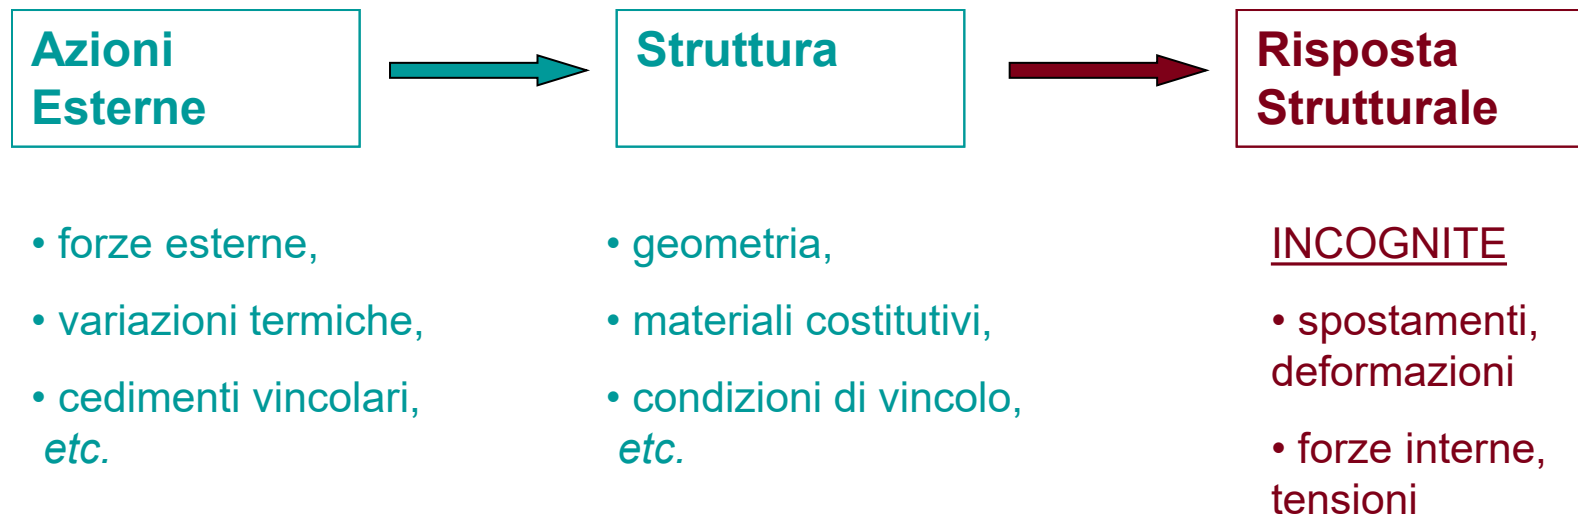 Azioni
Esterne
Struttura
Risposta
Strutturale
• forze esterne,
• variazioni termiche,
• cedimenti vincolari,
etc.
• geometria,
• materiali costitutivi,
• condizioni di vincolo,
etc.
INCOGNITE
• spostamenti,
deformazioni
• forze interne,
tensioni